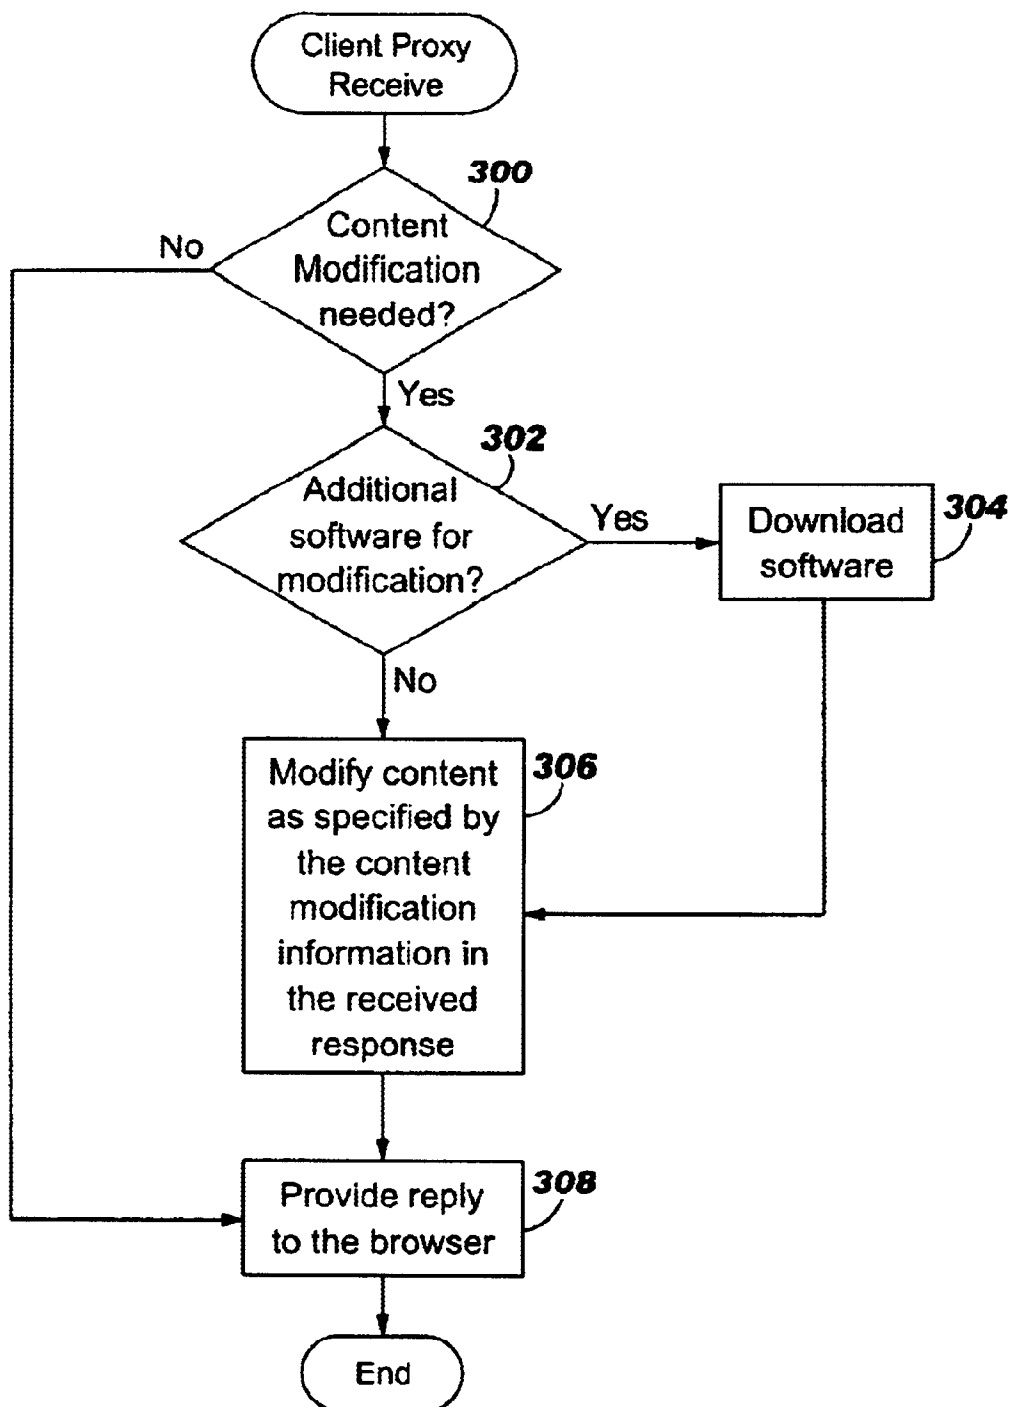 Client Proxy
Receive
300
Content
Modification
needed?
No
Yes
302
Additional
software for
modification?
Yes
Download
software
304
No
Modify content
as specified by
the content
modification
information in
the received
response
306
Provide reply
to the browser
308
End